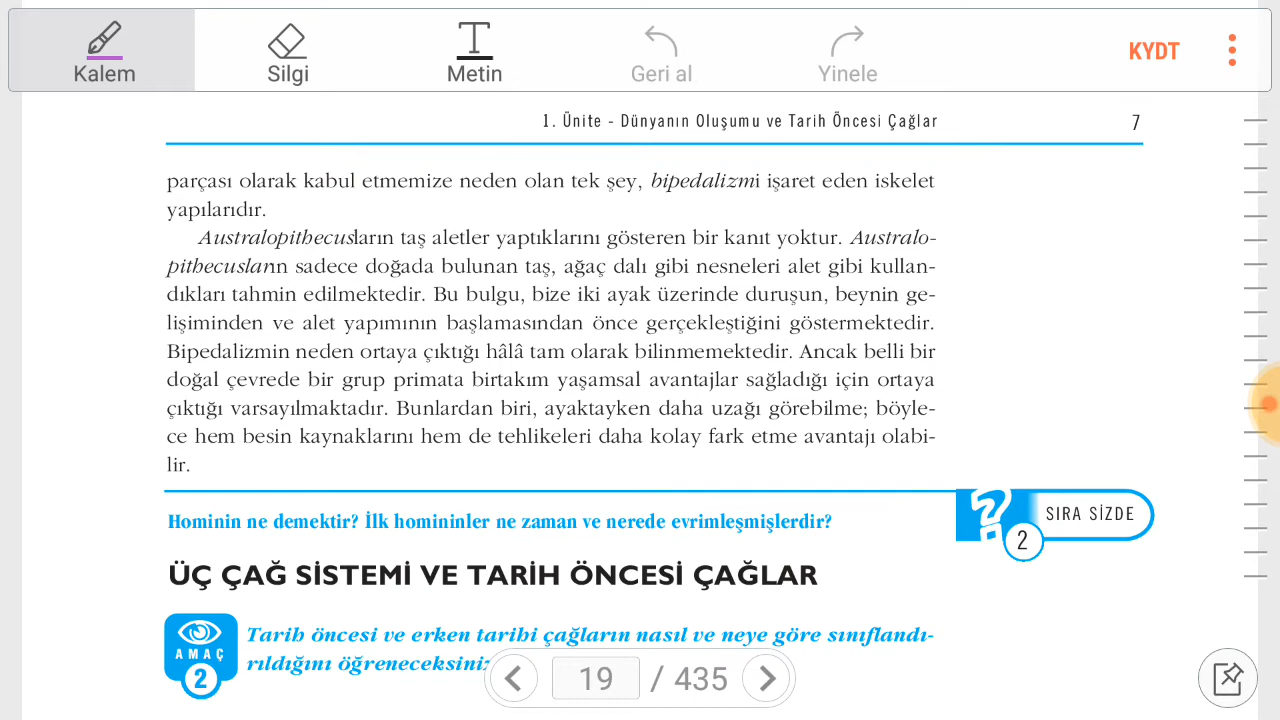 Kalem
Silgi
Metin
Geri al
Yinele
KYDT
1. Ünite - Dünyanın Oluşumu ve Tarih Öncesi Çağlar
7
parçası olarak kabul etmemize neden olan tek şey, bipedalizmi işaret eden iskelet
yapılarıdır.
Australopithecusların taş aletler yaptıklarını gösteren bir kanıt yoktur. Australo-
pithecusların sadece doğada bulunan taş, ağaç dalı gibi nesneleri alet gibi kullan-
dıkları tahmin edilmektedir. Bu bulgu, bize iki ayak üzerinde duruşun, beynin ge-
lişiminden ve alet yapımının başlamasından önce gerçekleştiğini göstermektedir.
Bipedalizmin neden ortaya çıktığı hâlâ tam olarak bilinmemektedir. Ancak belli bir
doğal çevrede bir grup primata birtakım yaşamsal avantajlar sağladığı için ortaya
çıktığı varsayılmaktadır. Bunlardan biri, ayaktayken daha uzağı görebilme; böyle-
ce hem besin kaynaklarını hem de tehlikeleri daha kolay fark etme avantajı olabi-
lir.
Hominin ne demektir? İlk homininler ne zaman ve nerede evrimleşmişlerdir?
?
SIRA SİZDE
2
ÜÇ ÇAĞ SİSTEMİ VE TARİH ÖNCESİ ÇAĞLAR
AMAÇ
2
Tarih öncesi ve erken tarihi çağların nasıl ve neye göre sınıflandı-
rıldığını öğreneceksiniz
19 / 435